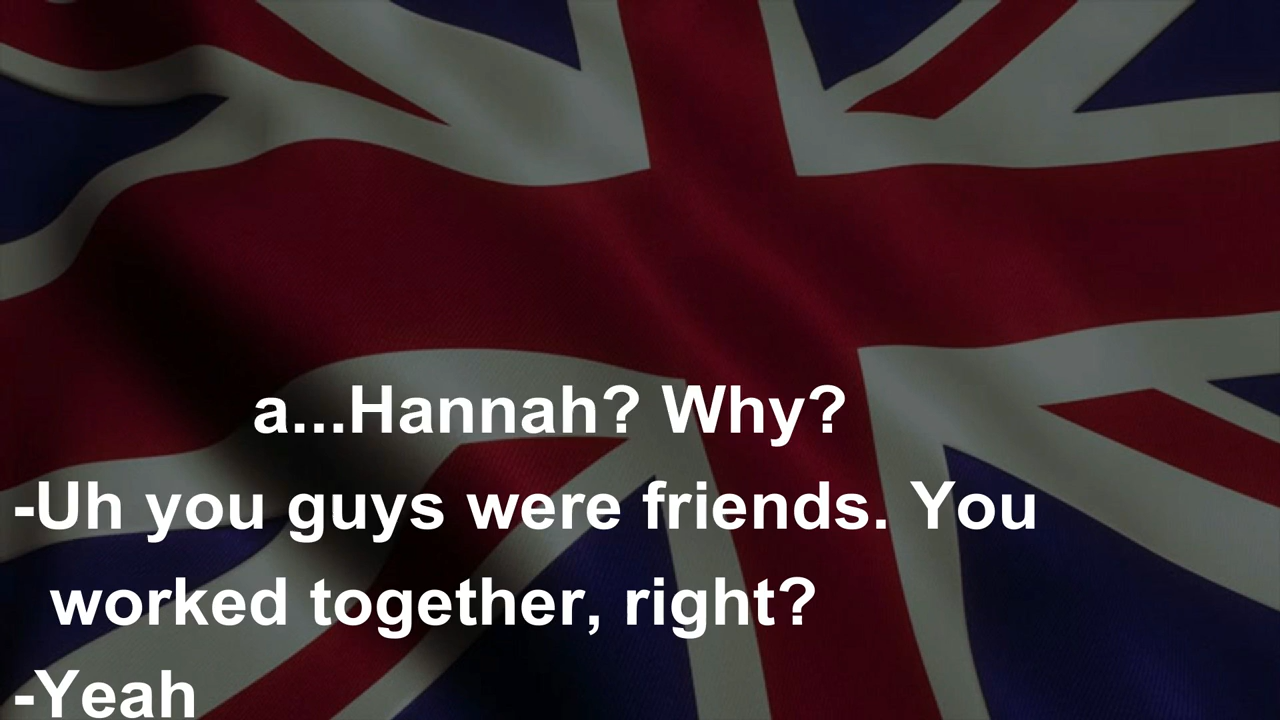 a...Hannah? Why?
-Uh you guys were friends. You
worked together, right?
-Yeah